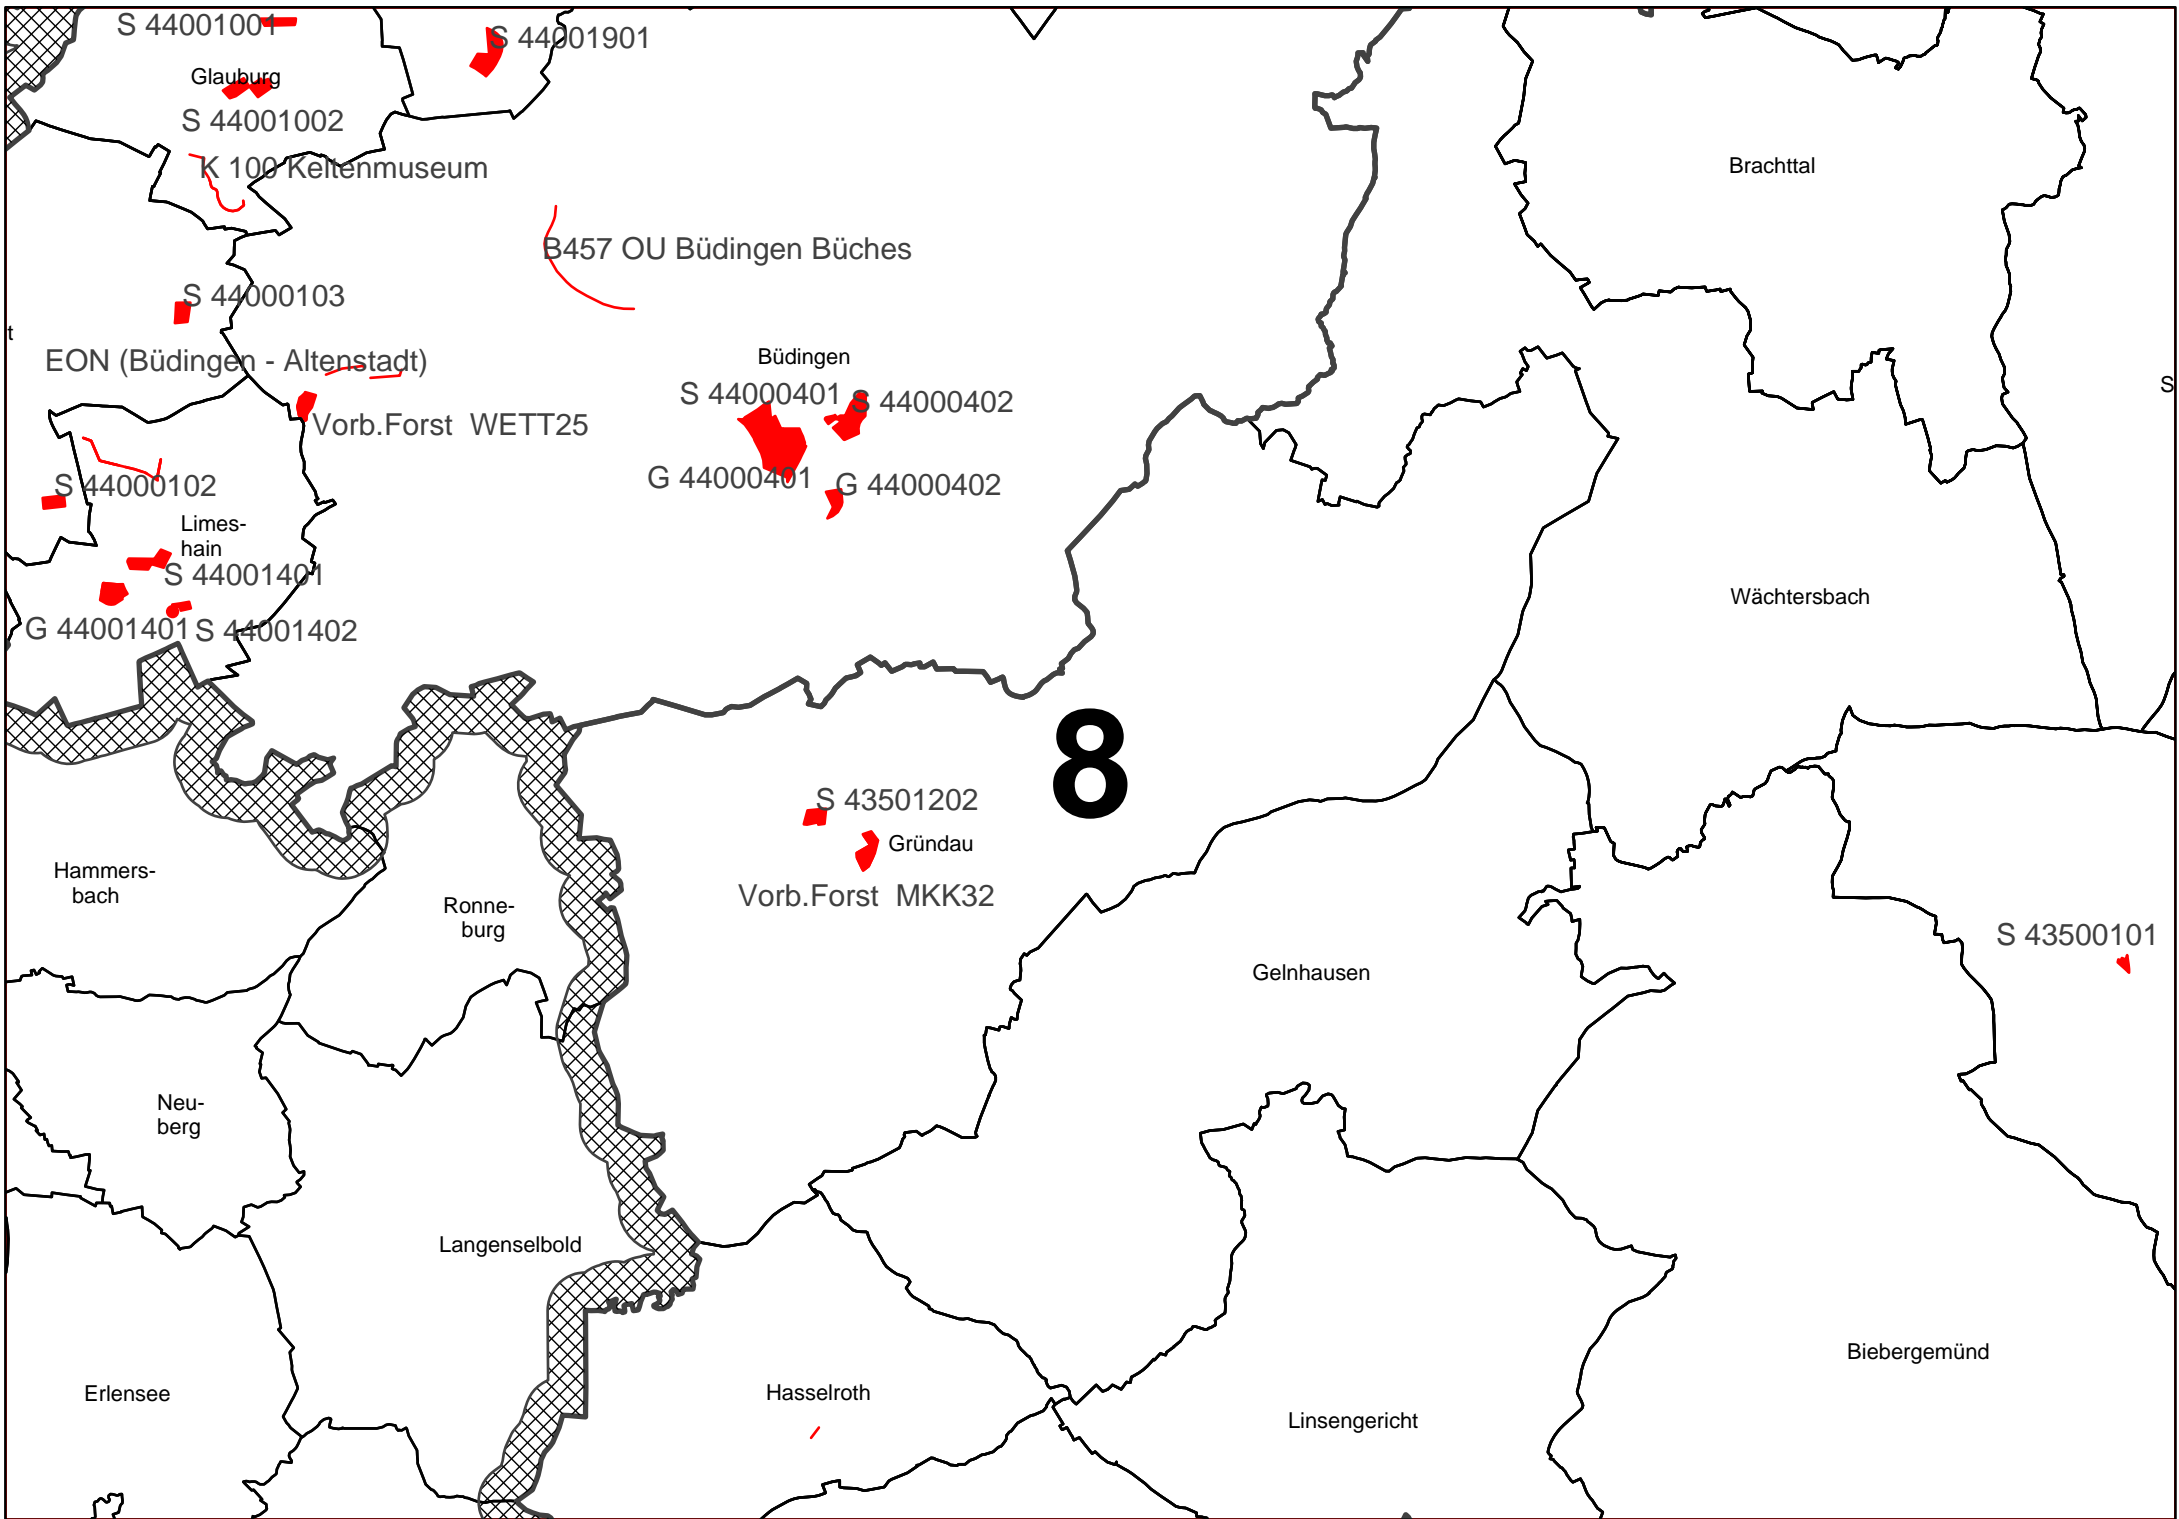 S 44001001
S 44001901
Glauburg
S 44001002
K 100 Keltenmuseum
Brachttal
B457 OU Büdingen Büches
S 44000103
t
EON (Büdingen - Altenstadt)
Büdingen
S
S 44000401
S 44000402
Vorb.Forst WETT25
G 44000401
G 44000402
S 44000102
Limes-
hain
S 44001401
Wächtersbach
G 44001401
S 44001402
8
S 43501202
Gründau
Hammers-
bach
Vorb.Forst MKK32
Ronne-
burg
S 43500101
Gelnhausen
Neu-
berg
Langenselbold
Biebergemünd
Erlensee
Hasselroth
Linsengericht